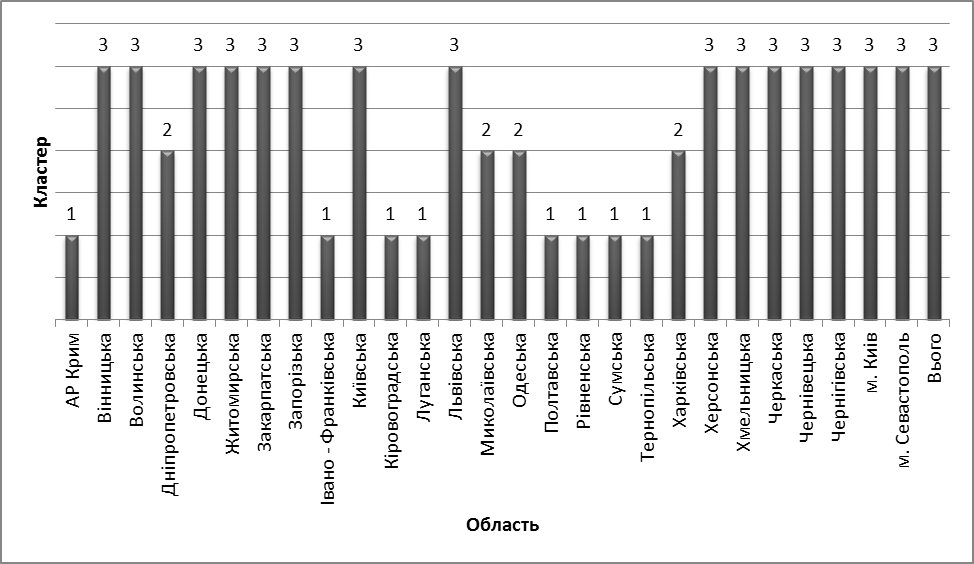 Кластер
1
3
3
2
3
3
3
3
1
3
1
1
3
2
2
1
1
1
1
2
3
3
3
3
3
3
3
3
АР Крим
Вінницька
Волинська
Дніпропетровська
Донецька
Житомирська
Закарпатська
Запорізька
Івано - Франківська
Київська
Кіровоградська
Луганська
Львівська
Миколаївська
Одеська
Полтавська
Рівненська
Сумська
Тернопільська
Харківська
Херсонська
Хмельницька
Черкаська
Чернівецька
Чернігівська
м. Київ
м. Севастополь
Вього
Область